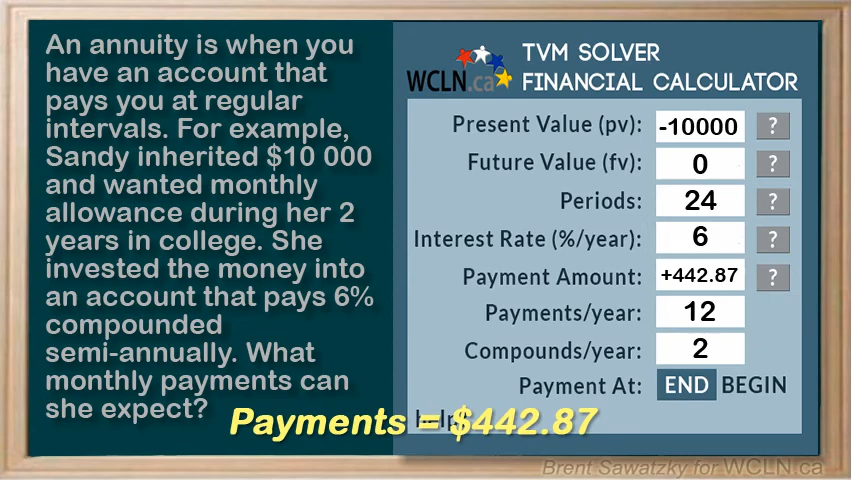 An annuity is when you
have an account that
pays you at regular
intervals. For example,
Sandy inherited $10 000
and wanted monthly
allowance during her 2
years in college. She
invested the money into
an account that pays 6%
compounded
semi-annually. What
monthly payments can
she expect?
WCLN.ca
TVM SOLVER
FINANCIAL CALCULATOR
Present Value (pv): -10000 ?
Future Value (fv): 0 ?
Periods: 24 ?
Interest Rate (%/year): 6 ?
Payment Amount: +442.87 ?
Payments/year: 12
Compounds/year: 2
Payment At: END BEGIN
help
Payments = $442.87
Brent Sawatzky for WCLN.ca